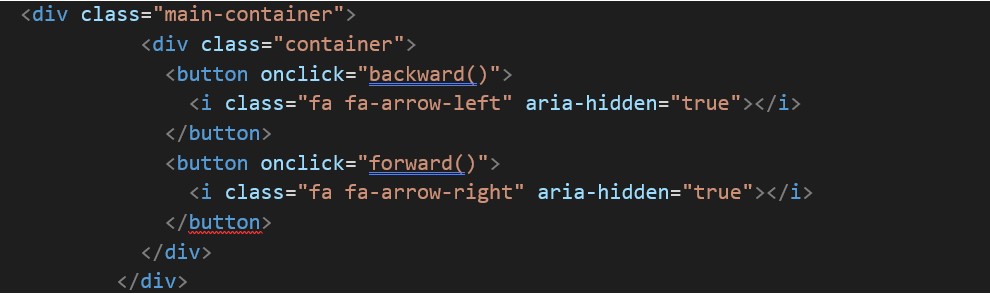 <div class="main-container">
<div class="container">
<button onclick="backward()">
<i class="fa fa-arrow-left" aria-hidden="true"></i>
</button>
<button onclick="forward()">
<i class="fa fa-arrow-right" aria-hidden="true"></i>
</button>
</div>
</div>